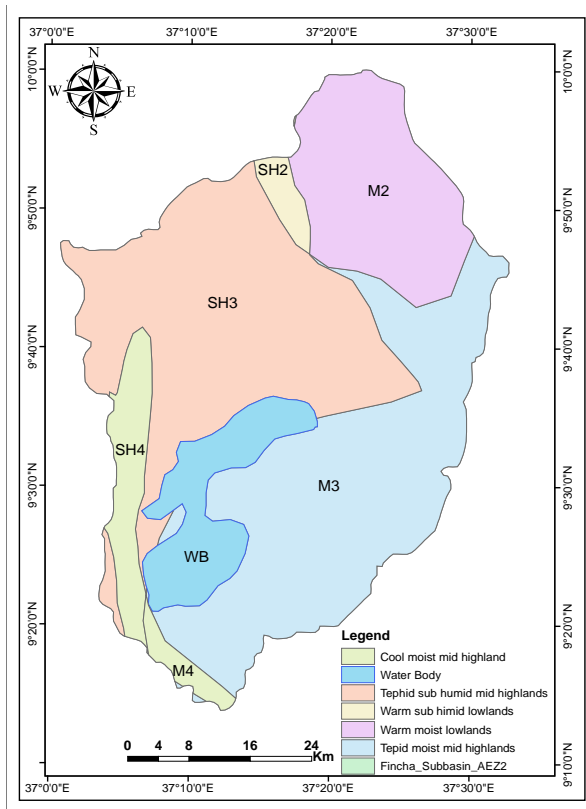 37°0'0"E 37°10'0"E 37°20'0"E 37°30'0"E
10°0'0"N 10°0'0"N
N
W E
S
SH2
M2
9°50'0"N 9°50'0"N
SH3
9°40'0"N 9°40'0"N
SH4
M3
9°30'0"N 9°30'0"N
WB
9°20'0"N 9°20'0"N
M4
Legend
Cool moist mid highland
Water Body
Tephid sub humid mid highlands
Warm sub himid lowlands
Warm moist lowlands
Tepid moist mid highlands
Fincha_Subbasin_AEZ2
0 4 8 16 24
Km
9°10'0"N
37°0'0"E 37°10'0"E 37°20'0"E 37°30'0"E